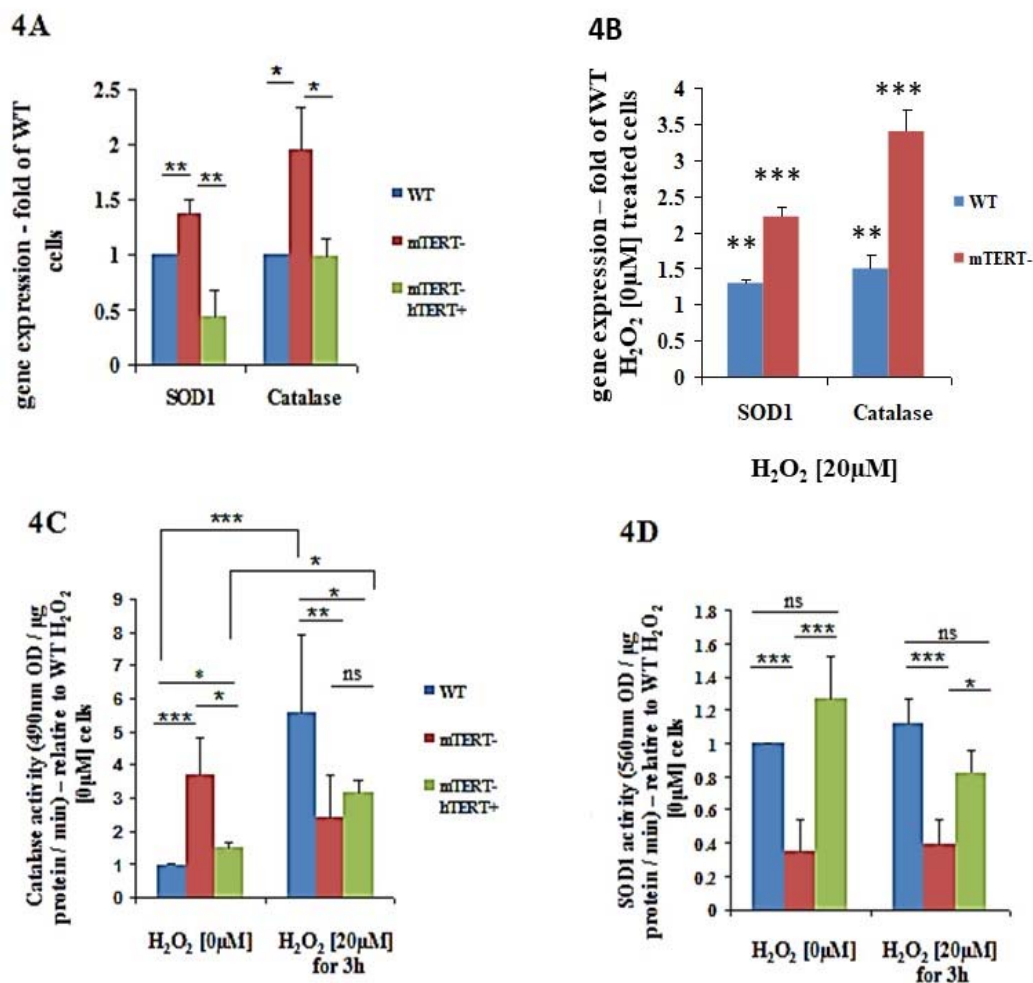 4A
gene expression - fold of WT
cells
2.5
2
1.5
1
0.5
0
*
*
**
**
SOD1
Catalase
WT
mTERT-
mTERT-
hTERT+
4B
gene expression – fold of WT
H₂O₂ [0µM] treated cells
4
3.5
3
2.5
2
1.5
1
0.5
0
***
***
**
**
SOD1
Catalase
H₂O₂ [20µM]
WT
mTERT-
4C
Catalase activity (490nm OD / µg
protein / min) – relative to WT H₂O₂
[0µM] cells
9
8
7
6
5
4
3
2
1
0
***
*
*
**
ns
*
*
***
H₂O₂ [0µM]
H₂O₂ [20µM]
for 3h
WT
mTERT-
mTERT-
hTERT+
4D
SOD1 activity (560nm OD / µg
protein / min) – relative to WT H₂O₂
[0µM] cells
1.8
1.6
1.4
1.2
1
0.8
0.6
0.4
0.2
0
ns
***
***
ns
***
*
H₂O₂ [0µM]
H₂O₂ [20µM]
for 3h